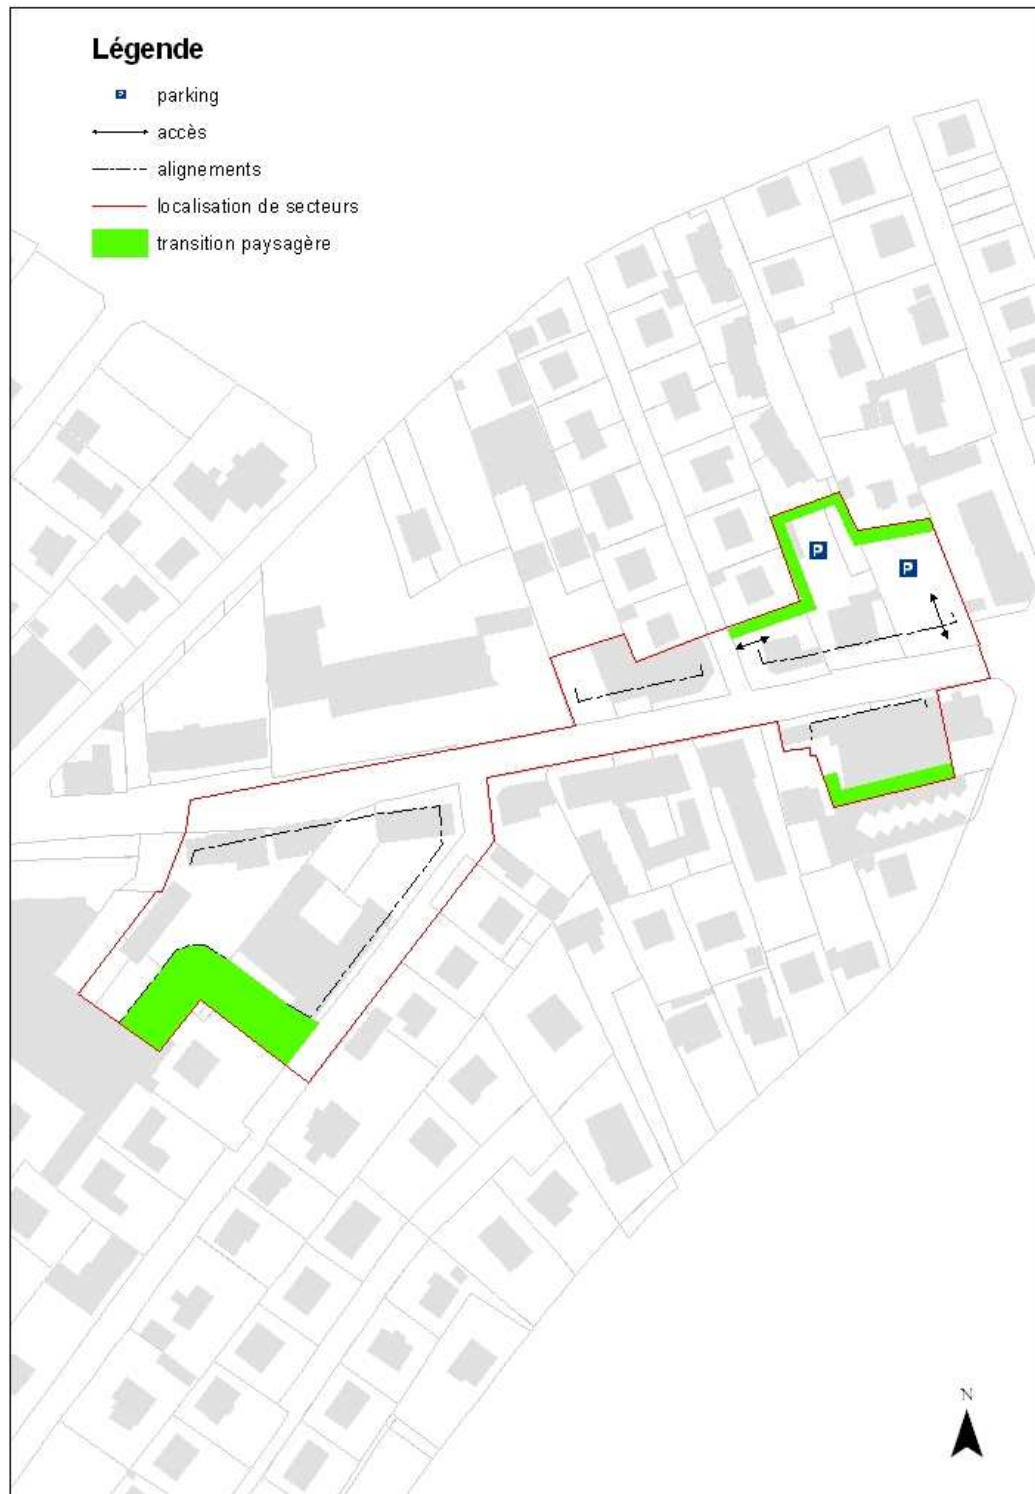 Légende
P parking
accès
alignements
localisation de secteurs
transition paysagère
P
P
N